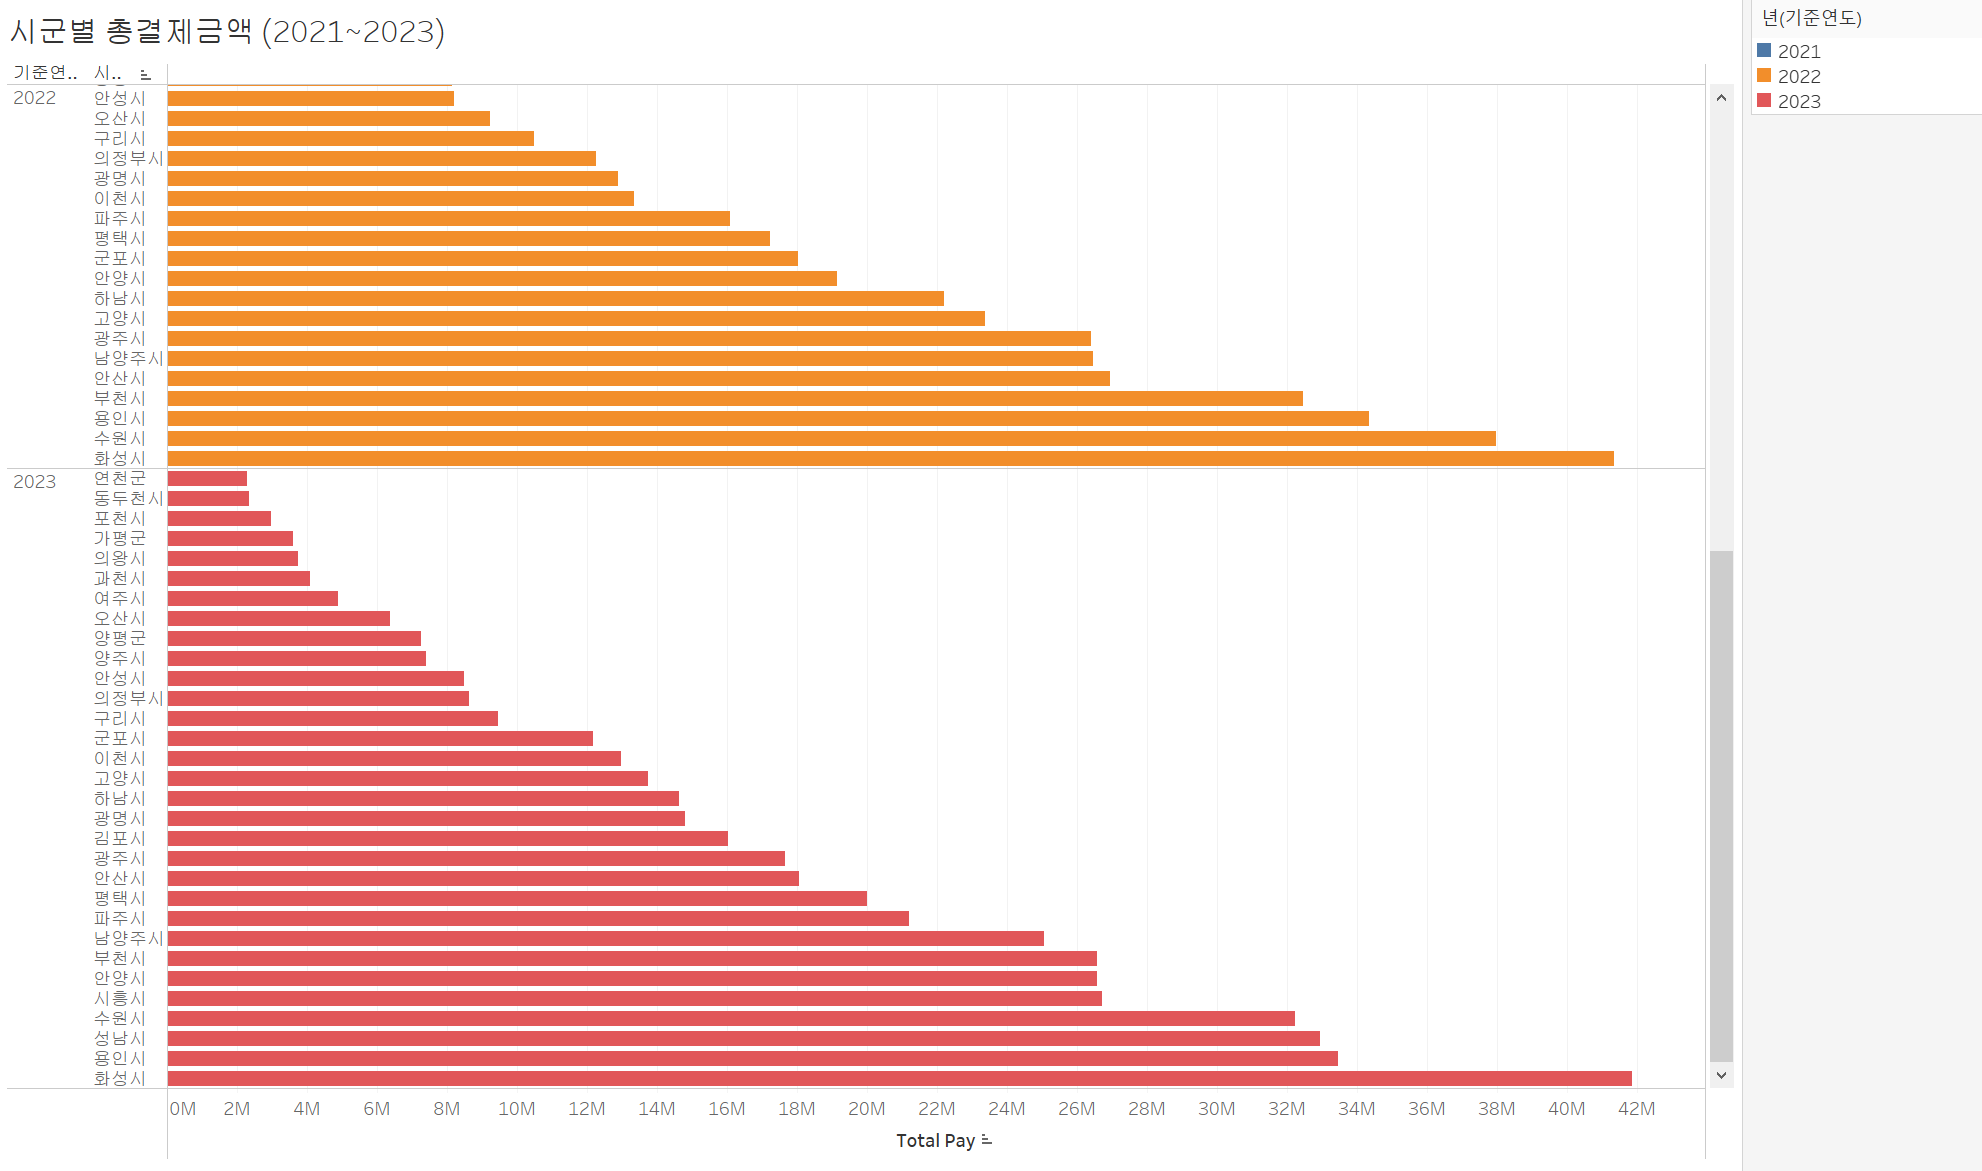 시군별 총결제금액 (2021~2023)
기준연.. 시..
2022
안성시
오산시
구리시
의정부시
광명시
이천시
파주시
평택시
군포시
안양시
하남시
고양시
광주시
남양주시
안산시
부천시
용인시
수원시
화성시
2023
연천군
동두천시
포천시
가평군
의왕시
과천시
여주시
오산시
양평군
양주시
안성시
의정부시
구리시
군포시
이천시
고양시
하남시
광명시
김포시
광주시
안산시
평택시
파주시
남양주시
부천시
안양시
시흥시
수원시
성남시
용인시
화성시
0M 2M 4M 6M 8M 10M 12M 14M 16M 18M 20M 22M 24M 26M 28M 30M 32M 34M 36M 38M 40M 42M
Total Pay
년(기준연도)
2021
2022
2023